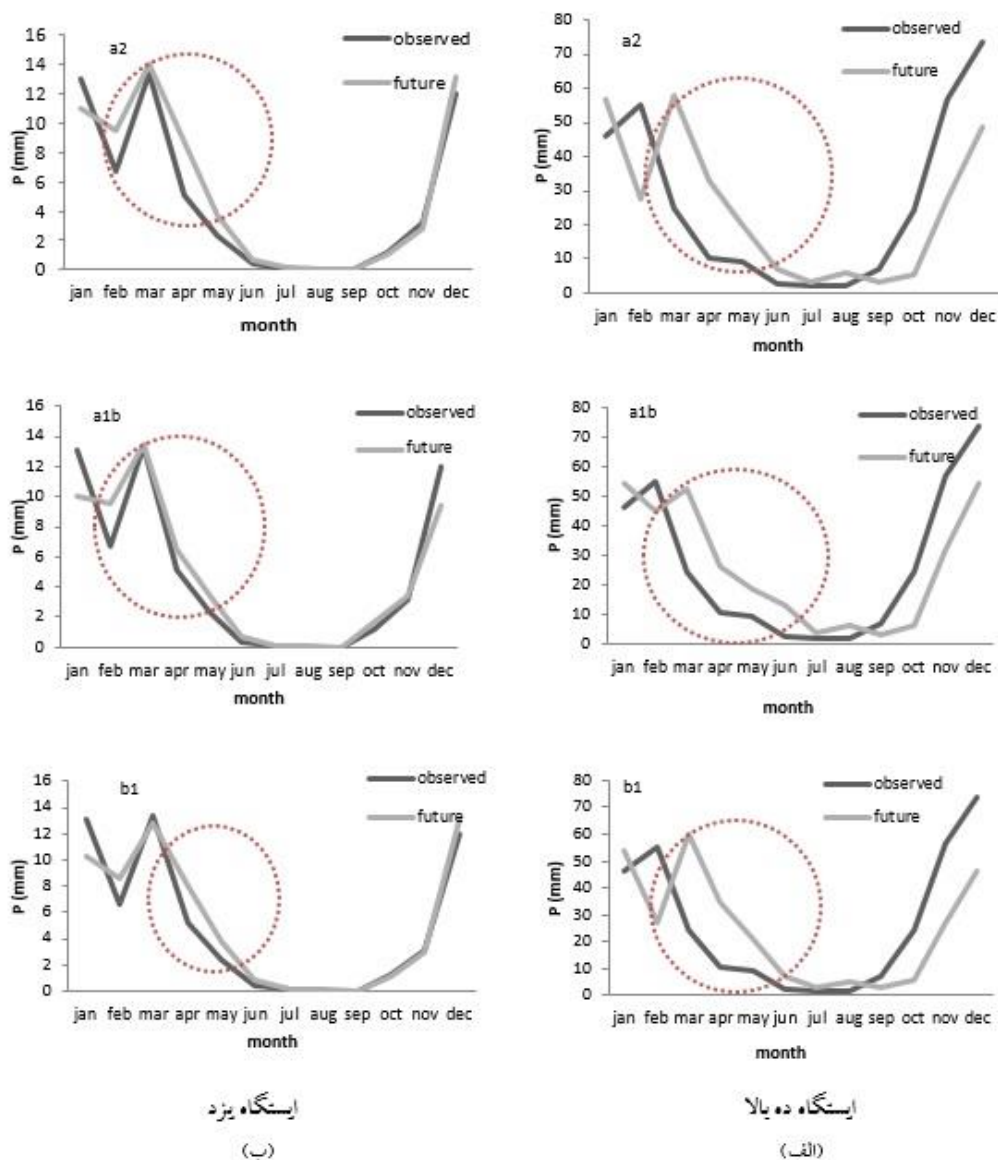 a2
observed
future
P (mm)
16
14
12
10
8
6
4
2
0
jan feb mar apr may jun jul aug sep oct nov dec
month
a2
observed
future
P (mm)
80
70
60
50
40
30
20
10
0
jan feb mar apr may jun jul aug sep oct nov dec
month
a1b
observed
future
P (mm)
16
14
12
10
8
6
4
2
0
jan feb mar apr may jun jul aug sep oct nov dec
month
a1b
observed
future
P (mm)
80
70
60
50
40
30
20
10
0
jan feb mar apr may jun jul aug sep oct nov dec
month
b1
observed
future
P (mm)
16
14
12
10
8
6
4
2
0
jan feb mar apr may jun jul aug sep oct nov dec
month
b1
observed
future
P (mm)
80
70
60
50
40
30
20
10
0
jan feb mar apr may jun jul aug sep oct nov dec
month
ایستگاه ده بالا
(الف)
ایستگاه یزد
(ب)